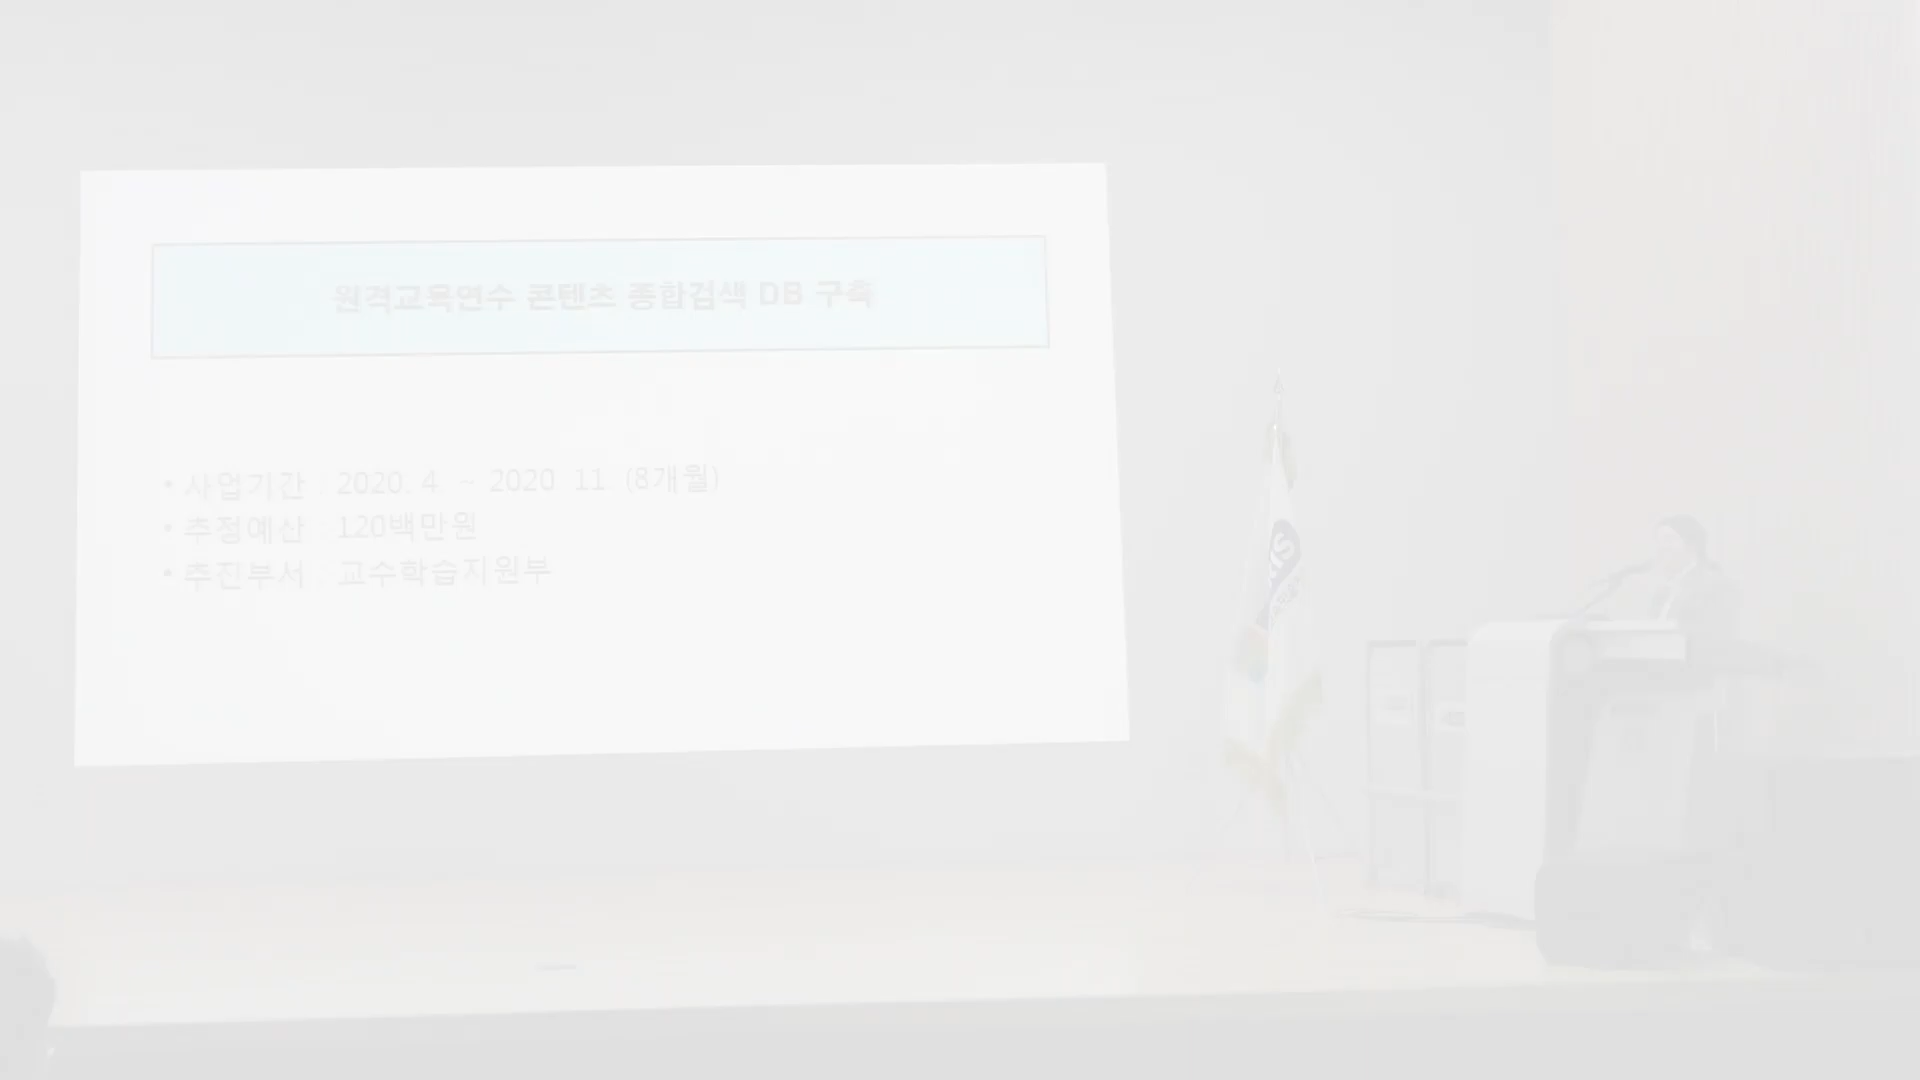 원격교육연수 콘텐츠 종합검색 DB 구축
• 사업기간 : 2020. 4. ~ 2020. 11. (8개월)
• 추정예산 : 120백만원
• 추진부서 : 교수학습지원부